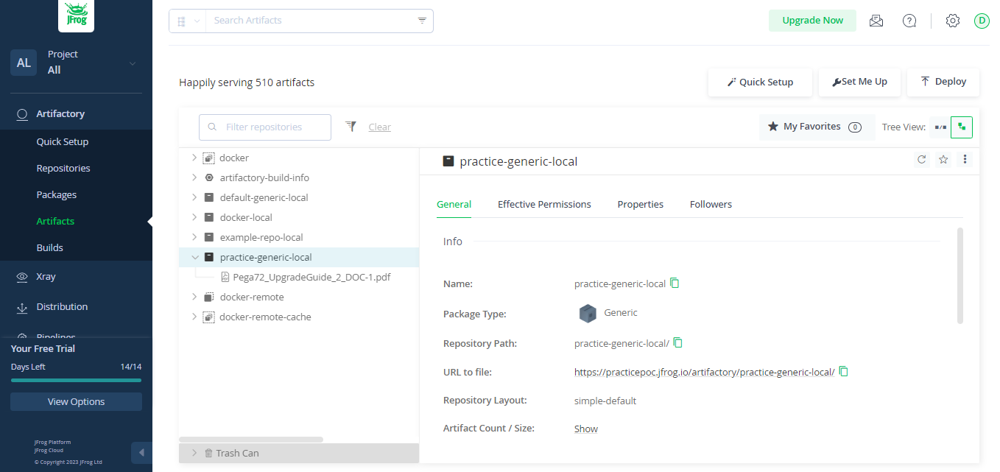 JFrog
AL
Project
All
Artifactory
Quick Setup
Repositories
Packages
Artifacts
Builds
Xray
Distribution
Pipelines
Your Free Trial
Days Left 14/14
View Options
JFrog Platform
JFrog Cloud
© Copyright 2023 JFrog Ltd
Search Artifacts
Upgrade Now
D
Happily serving 510 artifacts
Quick Setup
Set Me Up
Deploy
Filter repositories
Clear
My Favorites 0
Tree View:
docker
artifactory-build-info
default-generic-local
docker-local
example-repo-local
practice-generic-local
Pega72_UpgradeGuide_2_DOC-1.pdf
docker-remote
docker-remote-cache
Trash Can
practice-generic-local
General Effective Permissions Properties Followers
Info
Name: practice-generic-local
Package Type: Generic
Repository Path: practice-generic-local/
URL to file: https://practicepoc.jfrog.io/artifactory/practice-generic-local/
Repository Layout: simple-default
Artifact Count / Size: Show